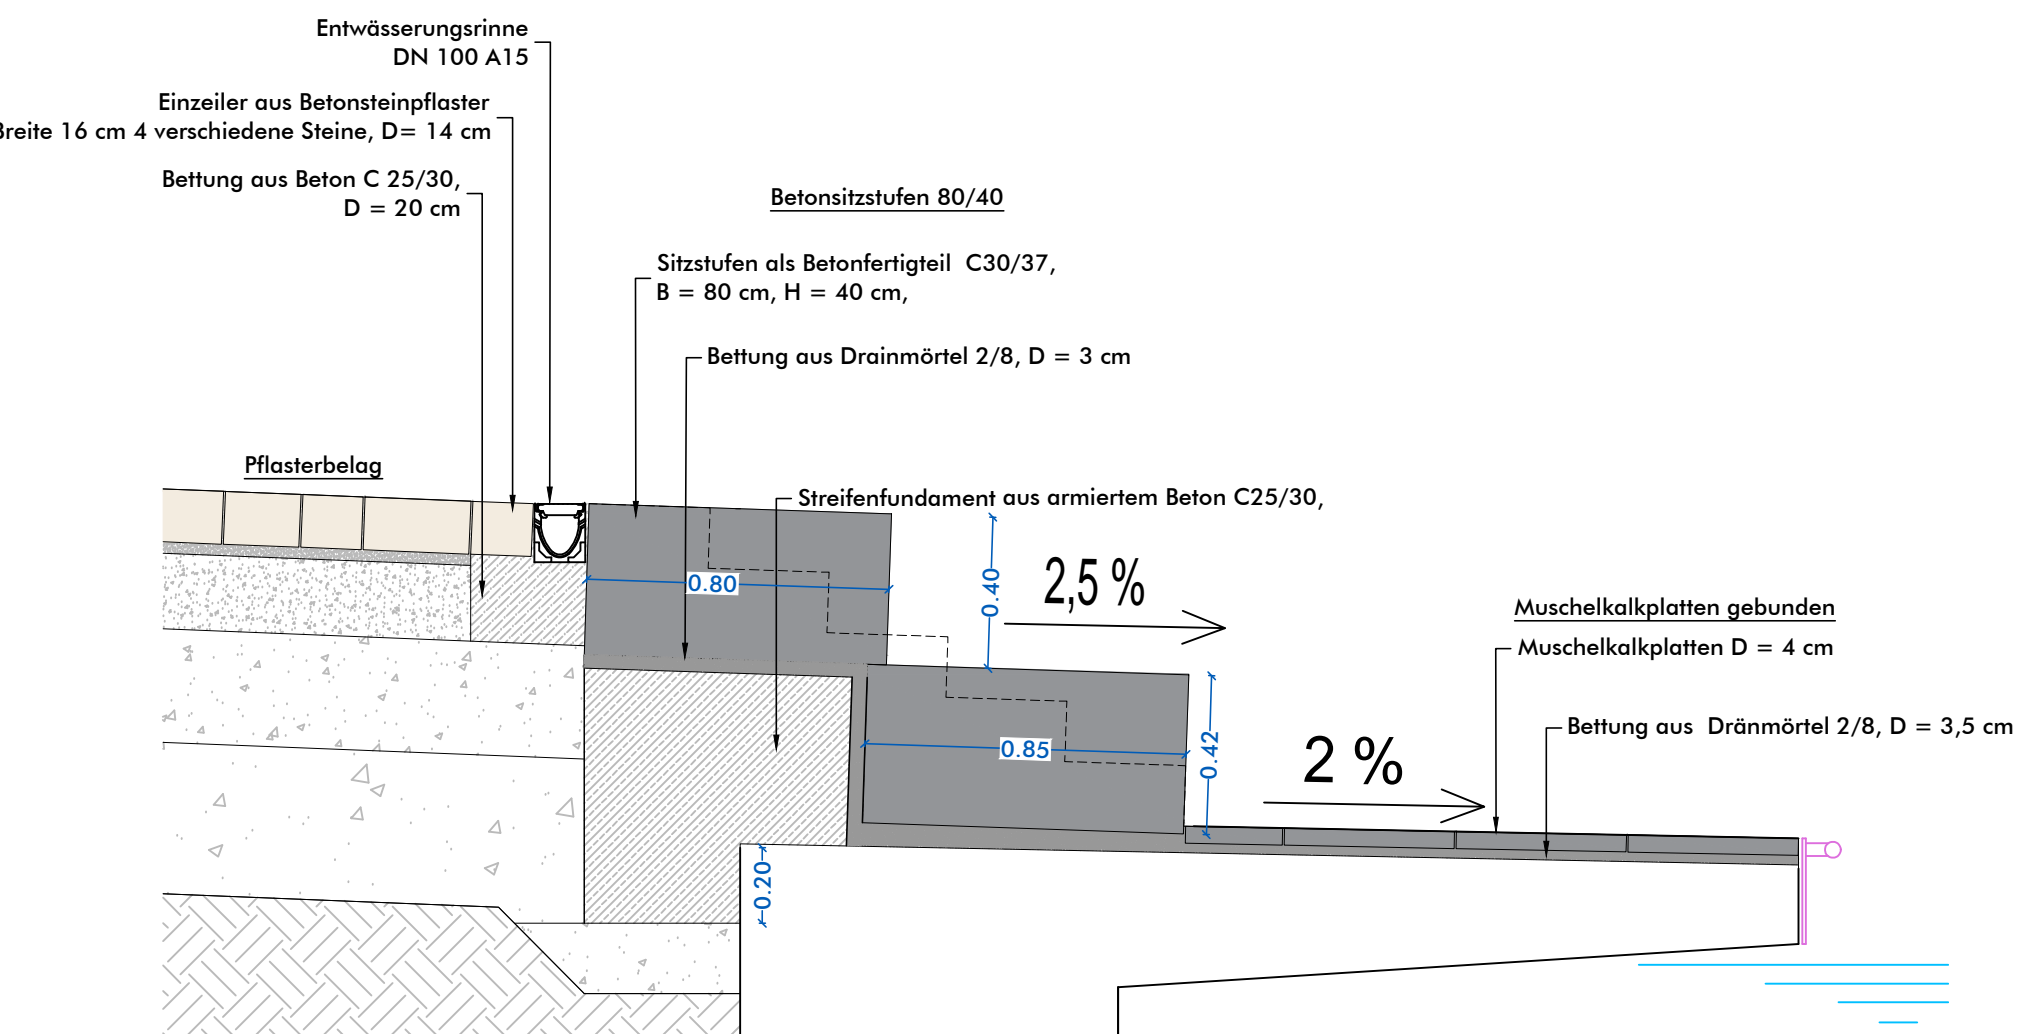 Entwässerungsrinne
DN 100 A15
Einzeiler aus Betonsteinpflaster
Breite 16 cm 4 verschiedene Steine, D= 14 cm
Bettung aus Beton C 25/30,
D = 20 cm
Betonsitzstufen 80/40
Sitzstufen als Betonfertigteil C30/37,
B = 80 cm, H = 40 cm,
Bettung aus Drainmörtel 2/8, D = 3 cm
Pflasterbelag
Streifenfundament aus armiertem Beton C25/30,
0.80
0.40
2,5 %
Muschelkalkplatten gebunden
Muschelkalkplatten D = 4 cm
Bettung aus Dränmörtel 2/8, D = 3,5 cm
0.85
0.42
2 %
0.20